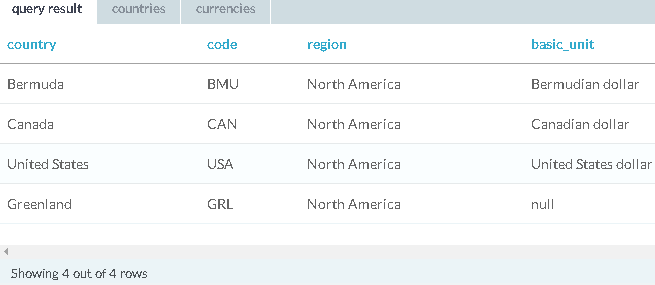 query result countries currencies
country code region basic_unit
Bermuda BMU North America Bermudian dollar
Canada CAN North America Canadian dollar
United States USA North America United States dollar
Greenland GRL North America null
Showing 4 out of 4 rows